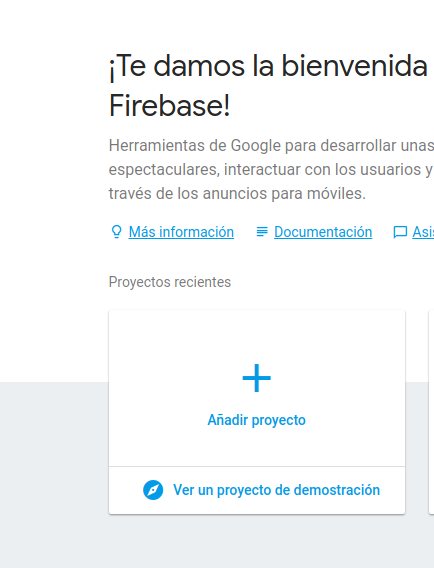 ¡Te damos la bienvenida
Firebase!
Herramientas de Google para desarrollar unas
espectaculares, interactuar con los usuarios y
través de los anuncios para móviles.
Más información Documentación Asis
Proyectos recientes
Añadir proyecto
Ver un proyecto de demostración